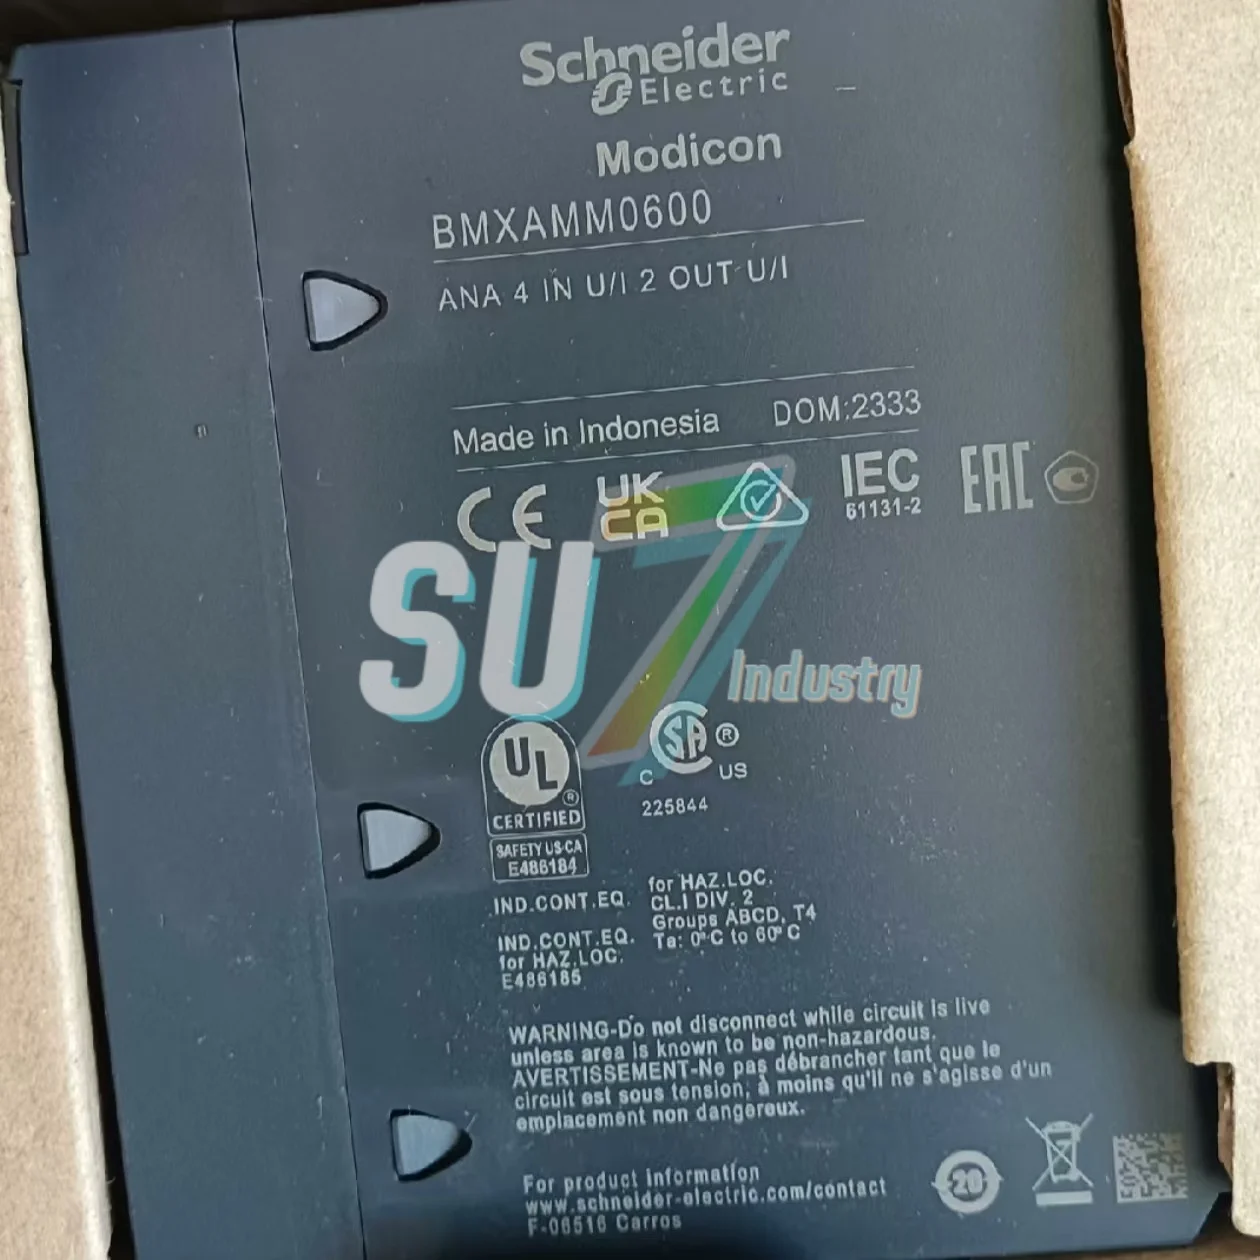 Schneider
Electric
Modicon
BMXAMM0600
ANA 4 IN U/I 2 OUT U/I
Made in Indonesia DOM:2333
CE UK CA IEC 61131-2 EAC
SU7 Industry
UL ® CERTIFIED
SAFETY US-CA
E486184
C SA ® US
225844
IND.CONT.EQ.
IND.CONT.EQ.
for HAZ.LOC.
E486185
for HAZ.LOC.
CL.I DIV. 2
Groups ABCD, T4
Ta: 0°C to 60°C
WARNING-Do not disconnect while circuit is live
unless area is known to be non-hazardous.
AVERTISSEMENT-Ne pas débrancher tant que le
circuit est sous tension, à moins qu'il ne s'agisse d'un
emplacement non dangereux.
For product information
www.schneider-electric.com/contact
F-06516 Carros
20